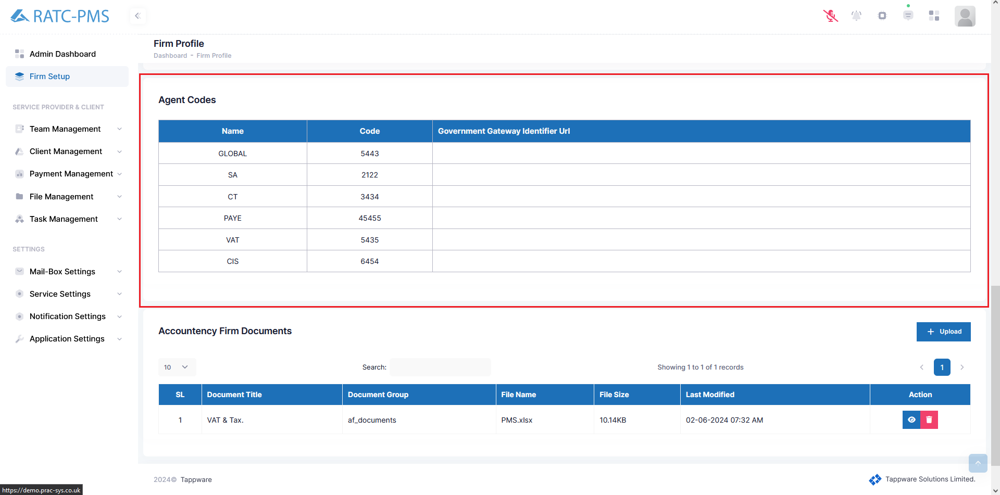 RATC-PMS
Admin Dashboard
Firm Setup
SERVICE PROVIDER & CLIENT
Team Management
Client Management
Payment Management
File Management
Task Management
SETTINGS
Mail-Box Settings
Service Settings
Notification Settings
Application Settings
Firm Profile
Dashboard - Firm Profile
Agent Codes
Name Code Government Gateway Identifier Url
GLOBAL 5443
SA 2122
CT 3434
PAYE 45455
VAT 5435
CIS 6454
Accountency Firm Documents
+ Upload
10 Search: Showing 1 to 1 of 1 records < 1 >
SL Document Title Document Group File Name File Size Last Modified Action
1 VAT & Tax. af_documents PMS.xlsx 10.14KB 02-06-2024 07:32 AM
2024© Tappware
Tappware Solutions Limited.
https://demo.prac-sys.co.uk